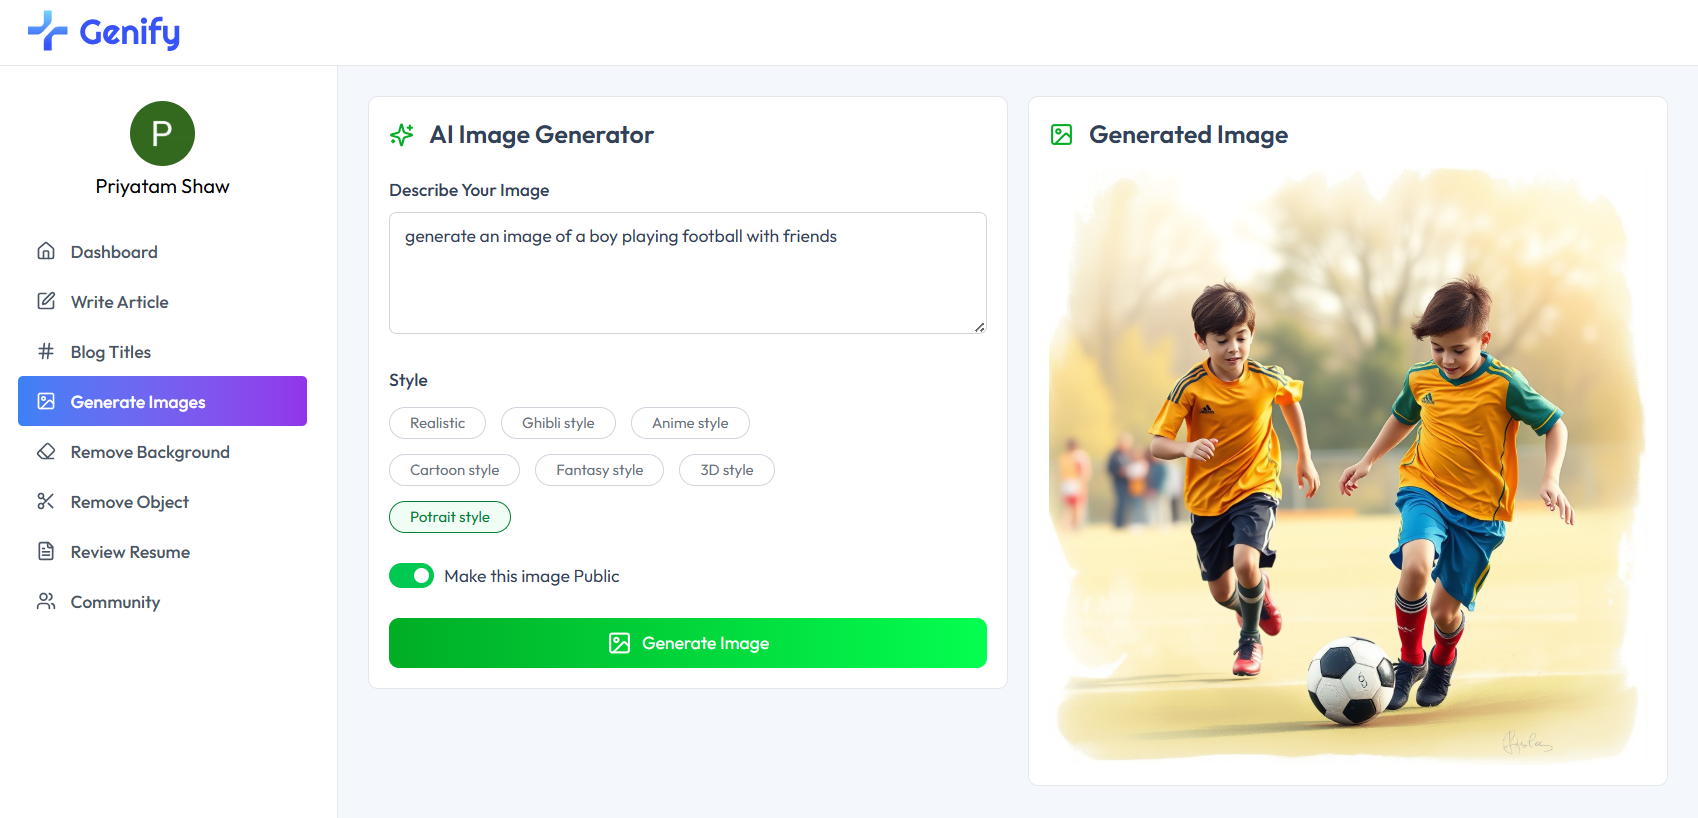 Genify
P
Priyatam Shaw
Dashboard
Write Article
Blog Titles
Generate Images
Remove Background
Remove Object
Review Resume
Community
AI Image Generator
Describe Your Image
generate an image of a boy playing football with friends
Style
Realistic
Ghibli style
Anime style
Cartoon style
Fantasy style
3D style
Potrait style
Make this image Public
Generate Image
Generated Image